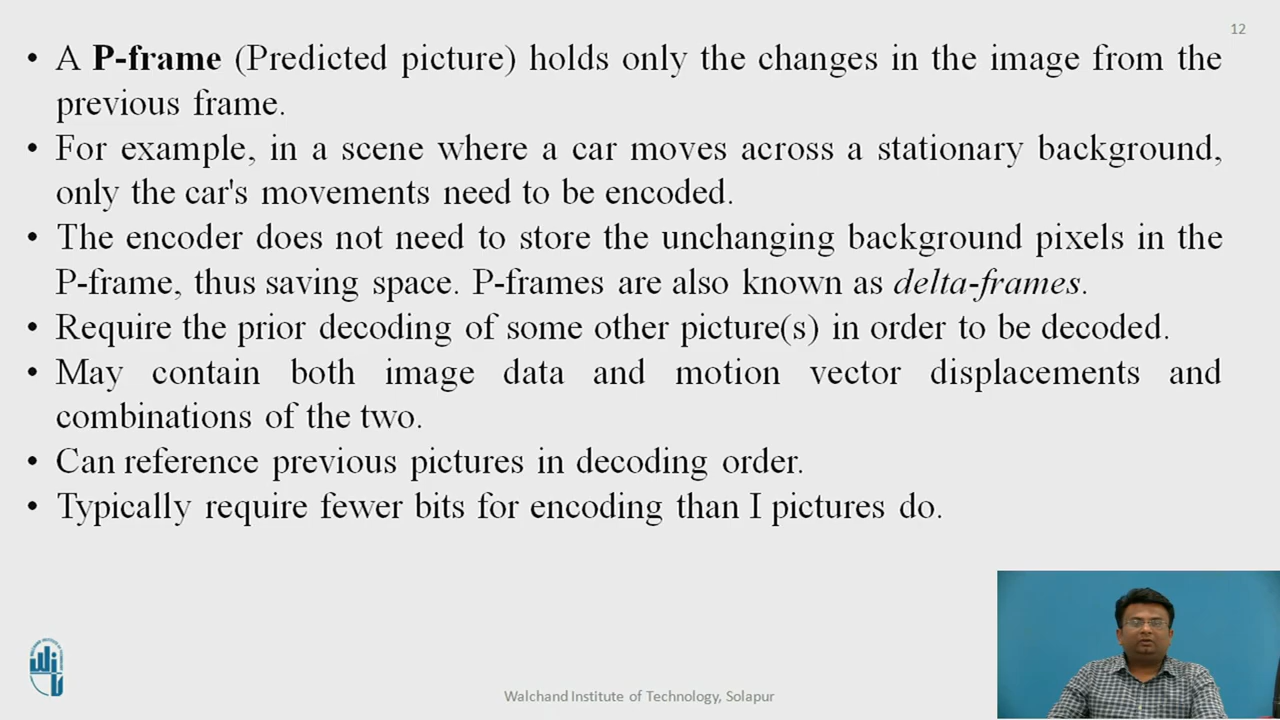 12
• A P-frame (Predicted picture) holds only the changes in the image from the
previous frame.
• For example, in a scene where a car moves across a stationary background,
only the car's movements need to be encoded.
• The encoder does not need to store the unchanging background pixels in the
P-frame, thus saving space. P-frames are also known as delta-frames.
• Require the prior decoding of some other picture(s) in order to be decoded.
• May contain both image data and motion vector displacements and
combinations of the two.
• Can reference previous pictures in decoding order.
• Typically require fewer bits for encoding than I pictures do.
Walchand Institute of Technology, Solapur